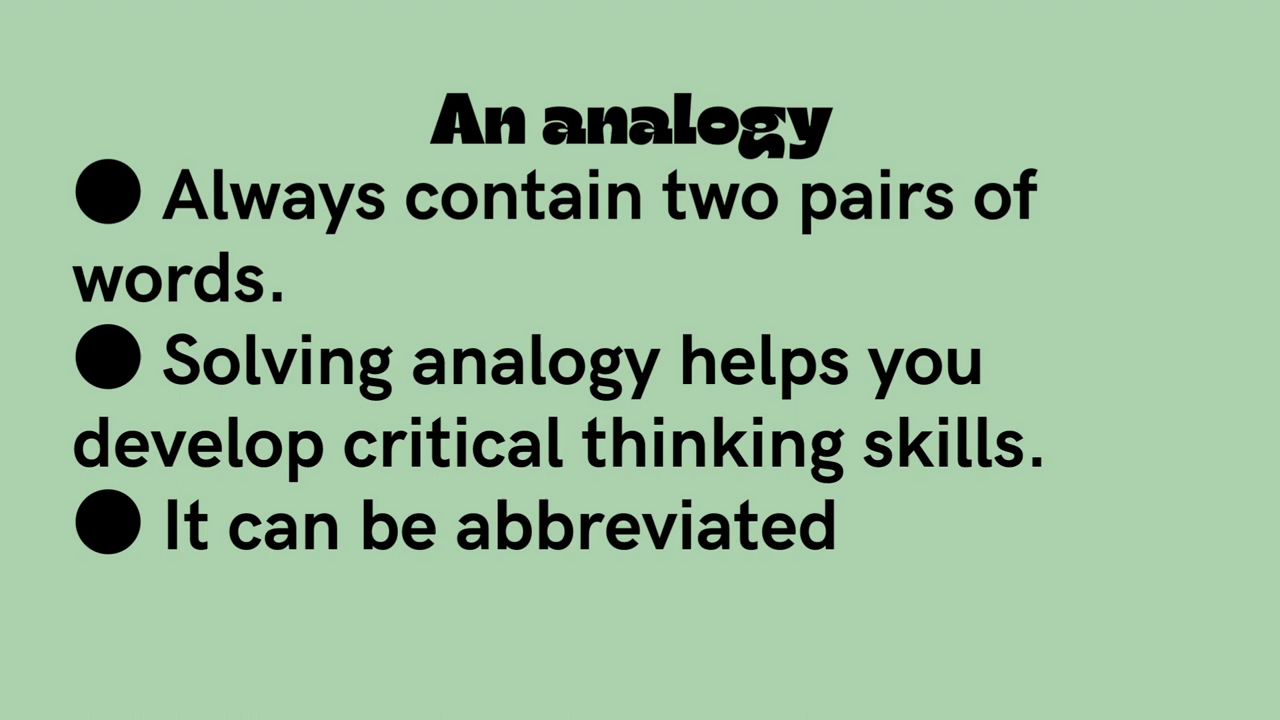 An analogy
● Always contain two pairs of
words.
● Solving analogy helps you
develop critical thinking skills.
● It can be abbreviated